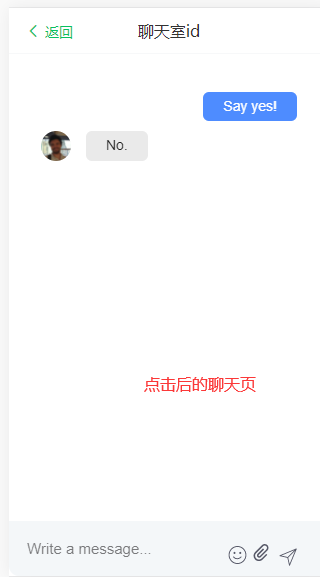 返回
聊天室id
Say yes!
No.
点击后的聊天页
Write a message...